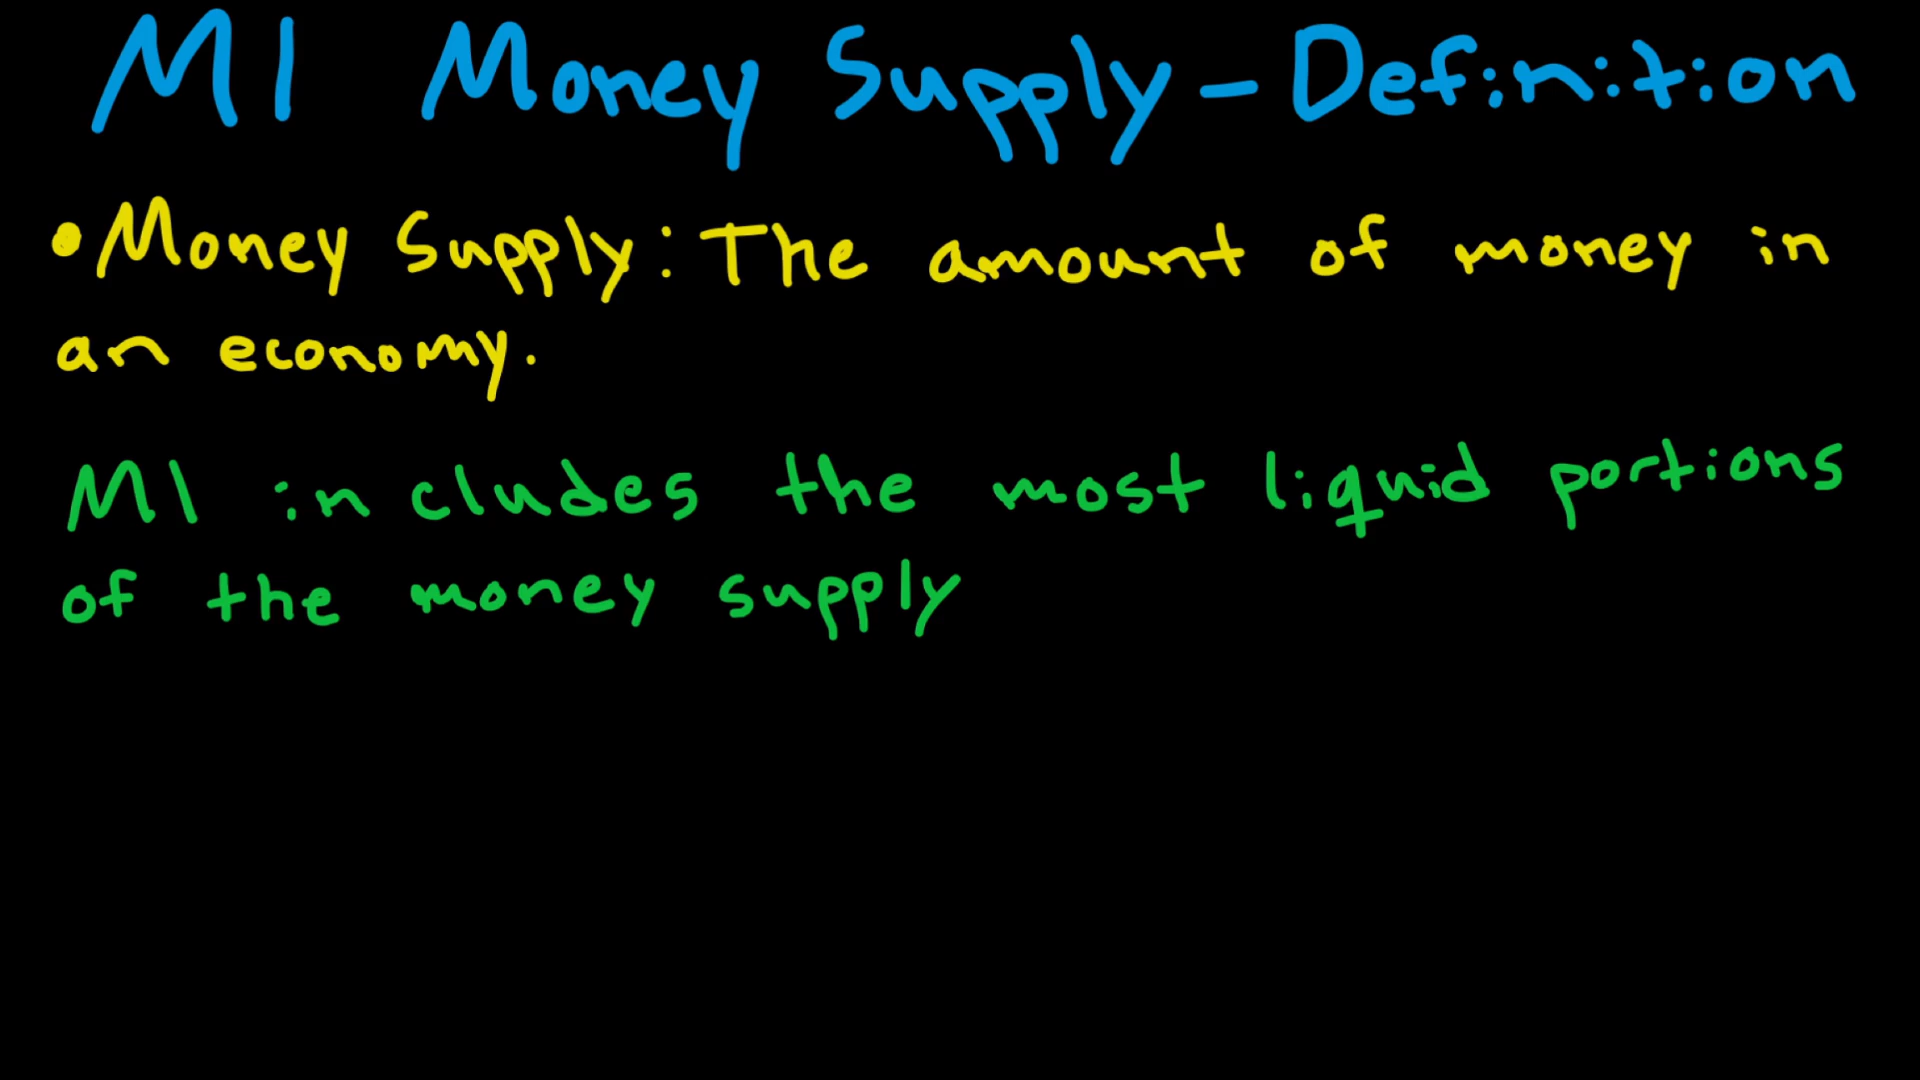 M1 Money Supply - Definition
• Money Supply: The amount of money in
an economy.
M1 includes the most liquid portions
of the money supply